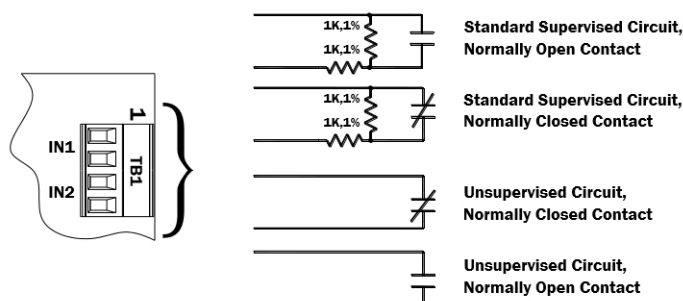 1K,1%
1K,1%
Standard Supervised Circuit,
Normally Open Contact
1K,1%
1K,1%
Standard Supervised Circuit,
Normally Closed Contact
1
IN1
IN2
TB1
Unsupervised Circuit,
Normally Closed Contact
Unsupervised Circuit,
Normally Open Contact